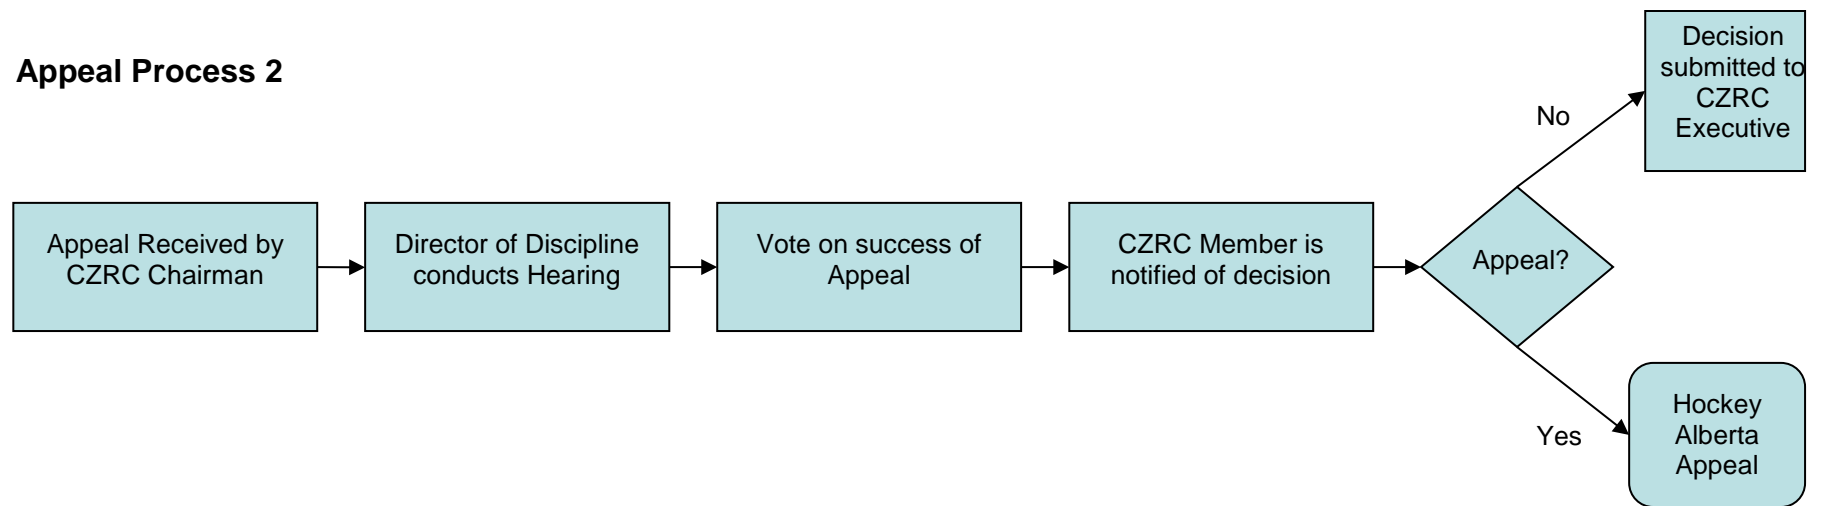 Appeal Process 2
Appeal Received by
CZRC Chairman
Director of Discipline
conducts Hearing
Vote on success of
Appeal
CZRC Member is
notified of decision
Appeal?
No
Decision
submitted to
CZRC
Executive
Yes
Hockey
Alberta
Appeal